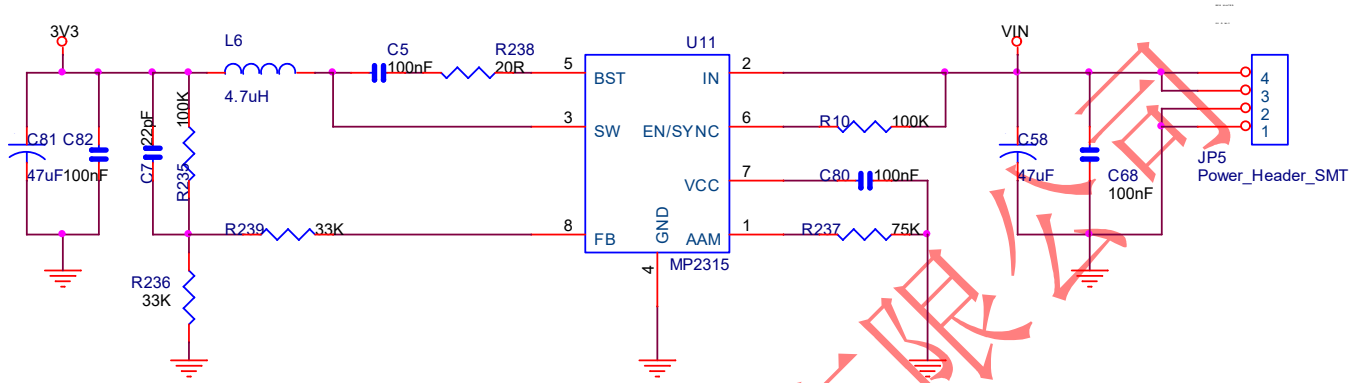 3V3
L6
4.7uH
C5
100nF
R238
20R
U11
VIN
5
BST
IN
2
3
SW
EN/SYNC
6
VCC
7
8
FB
GND
AAM
1
4
MP2315
R10
100K
C80
100nF
R237
75K
C81
47uF
C82
100nF
C7
22pF
R235
100K
R239
33K
R236
33K
C58
47uF
C68
100nF
4
3
2
1
JP5
Power_Header_SMT
限公司